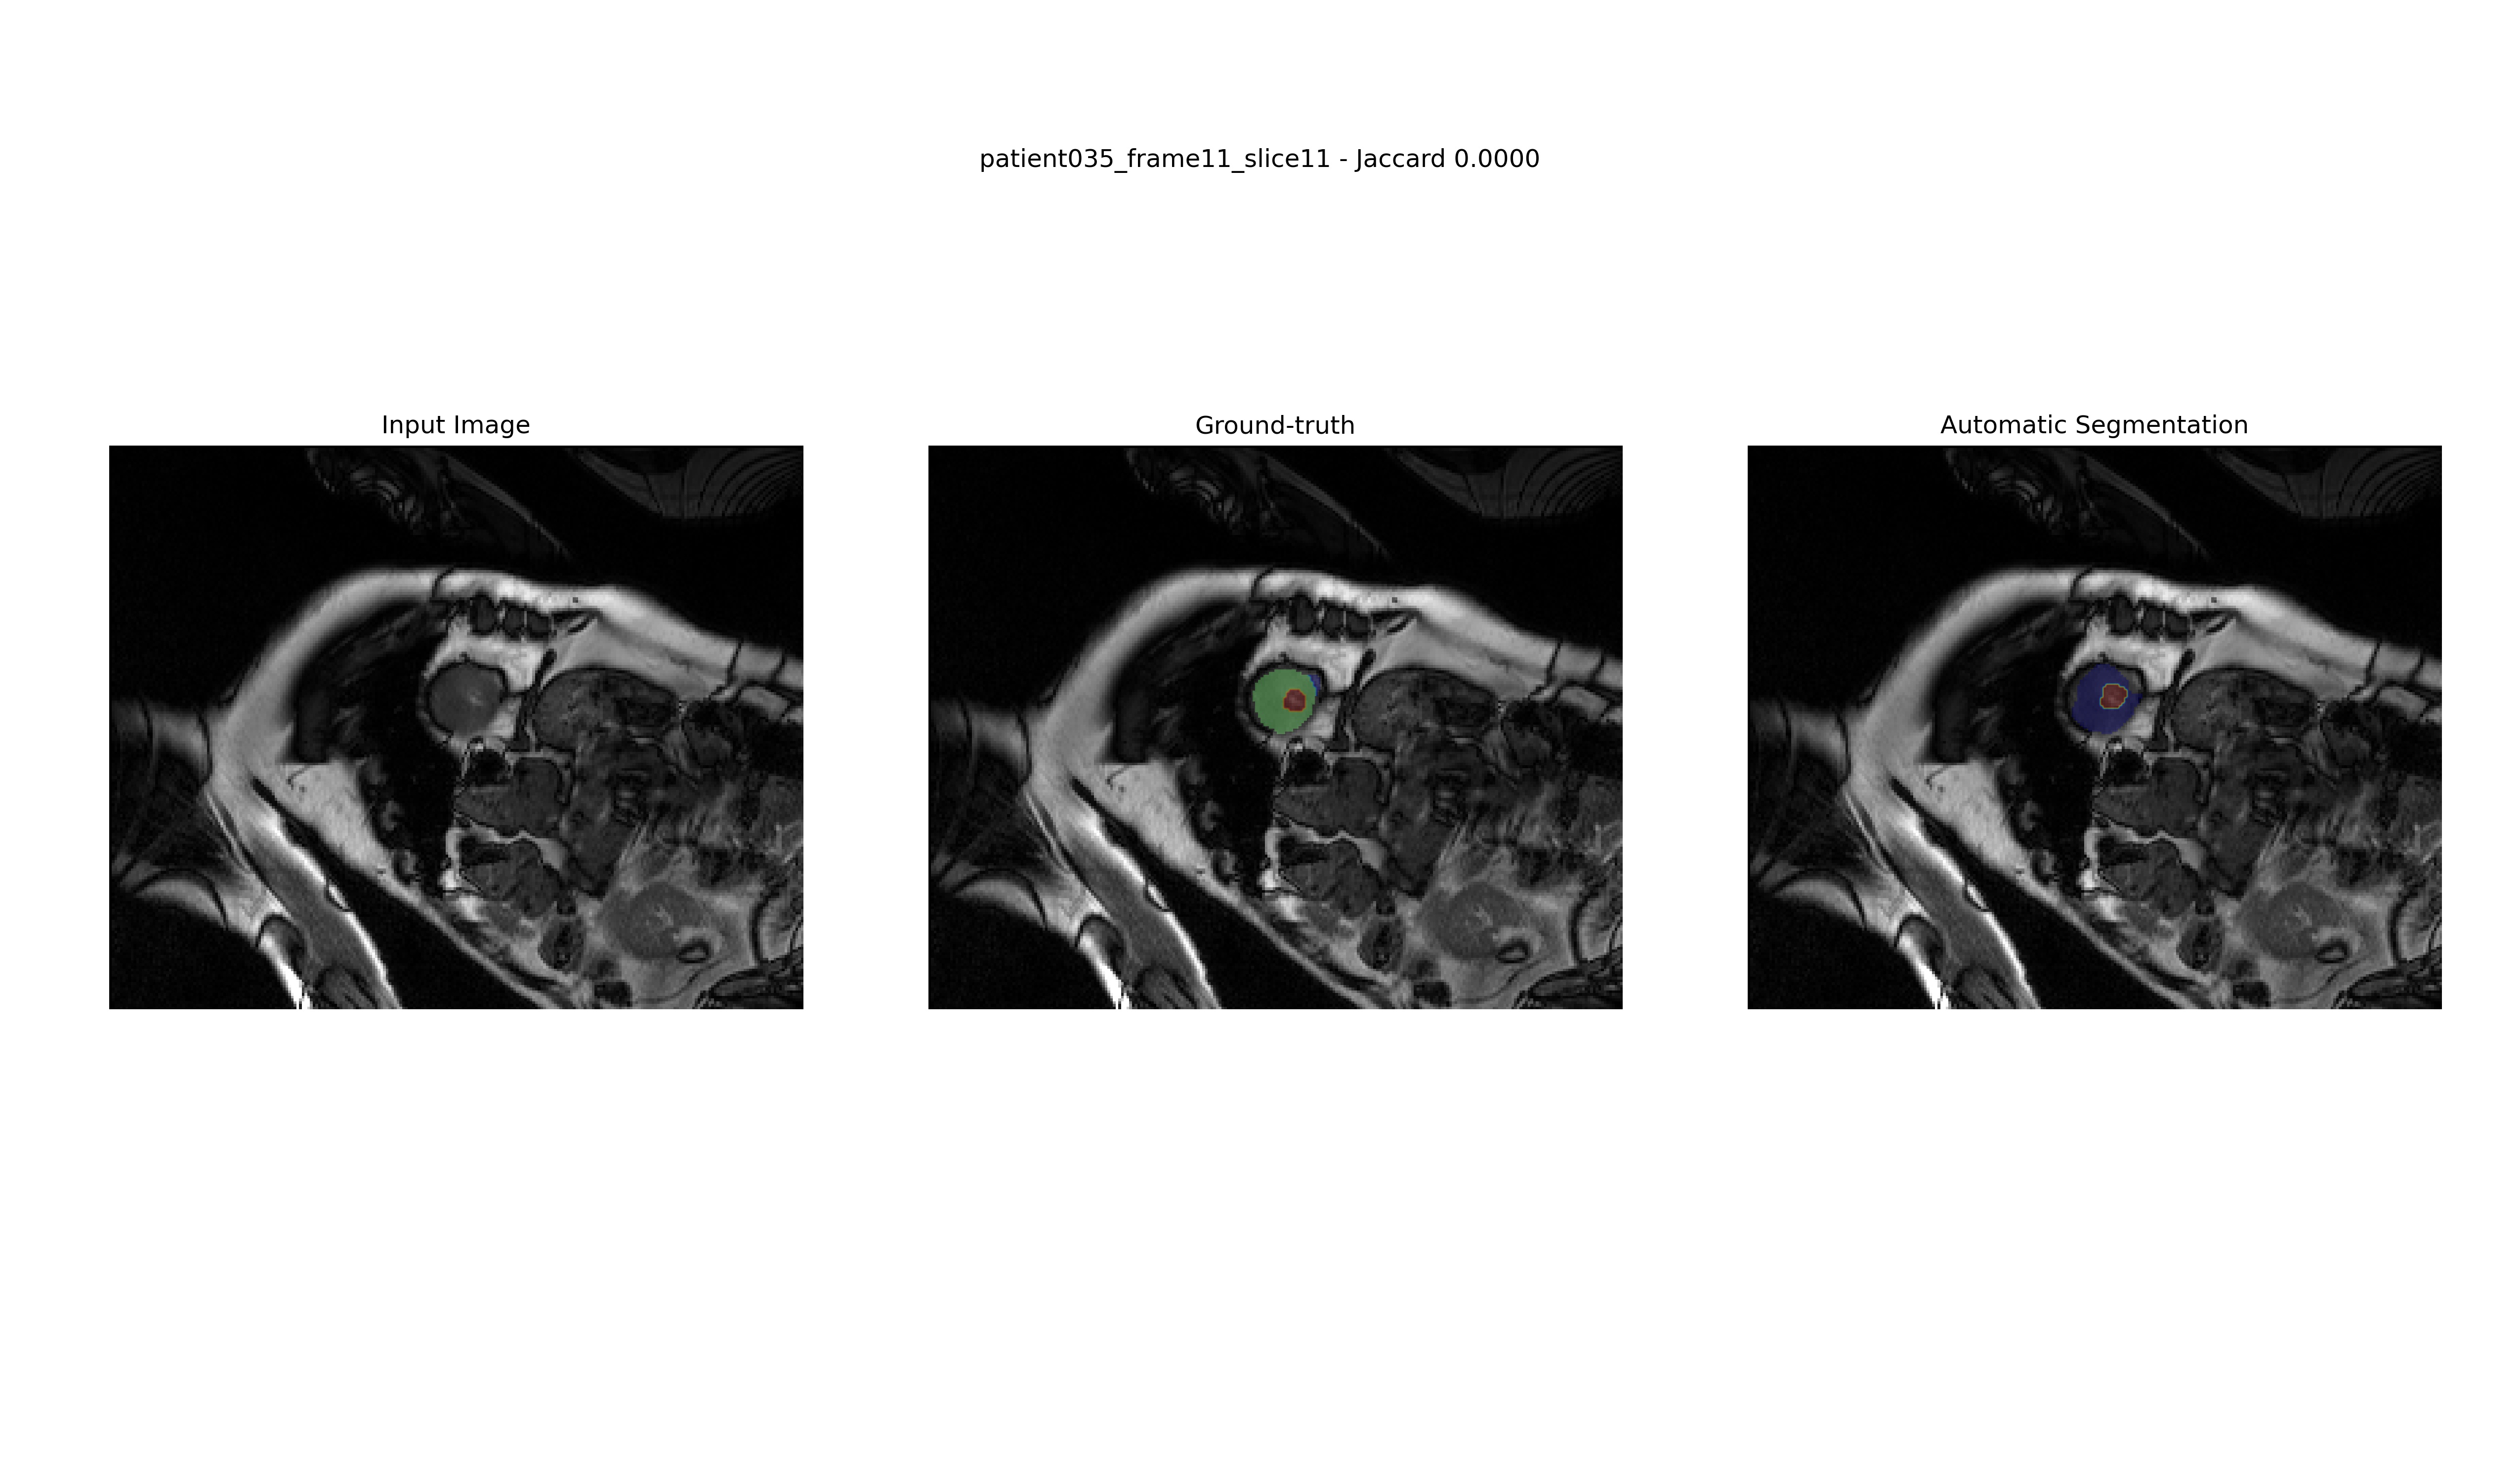 patient035_frame11_slice11 - Jaccard 0.0000
Input Image
Ground-truth
Automatic Segmentation